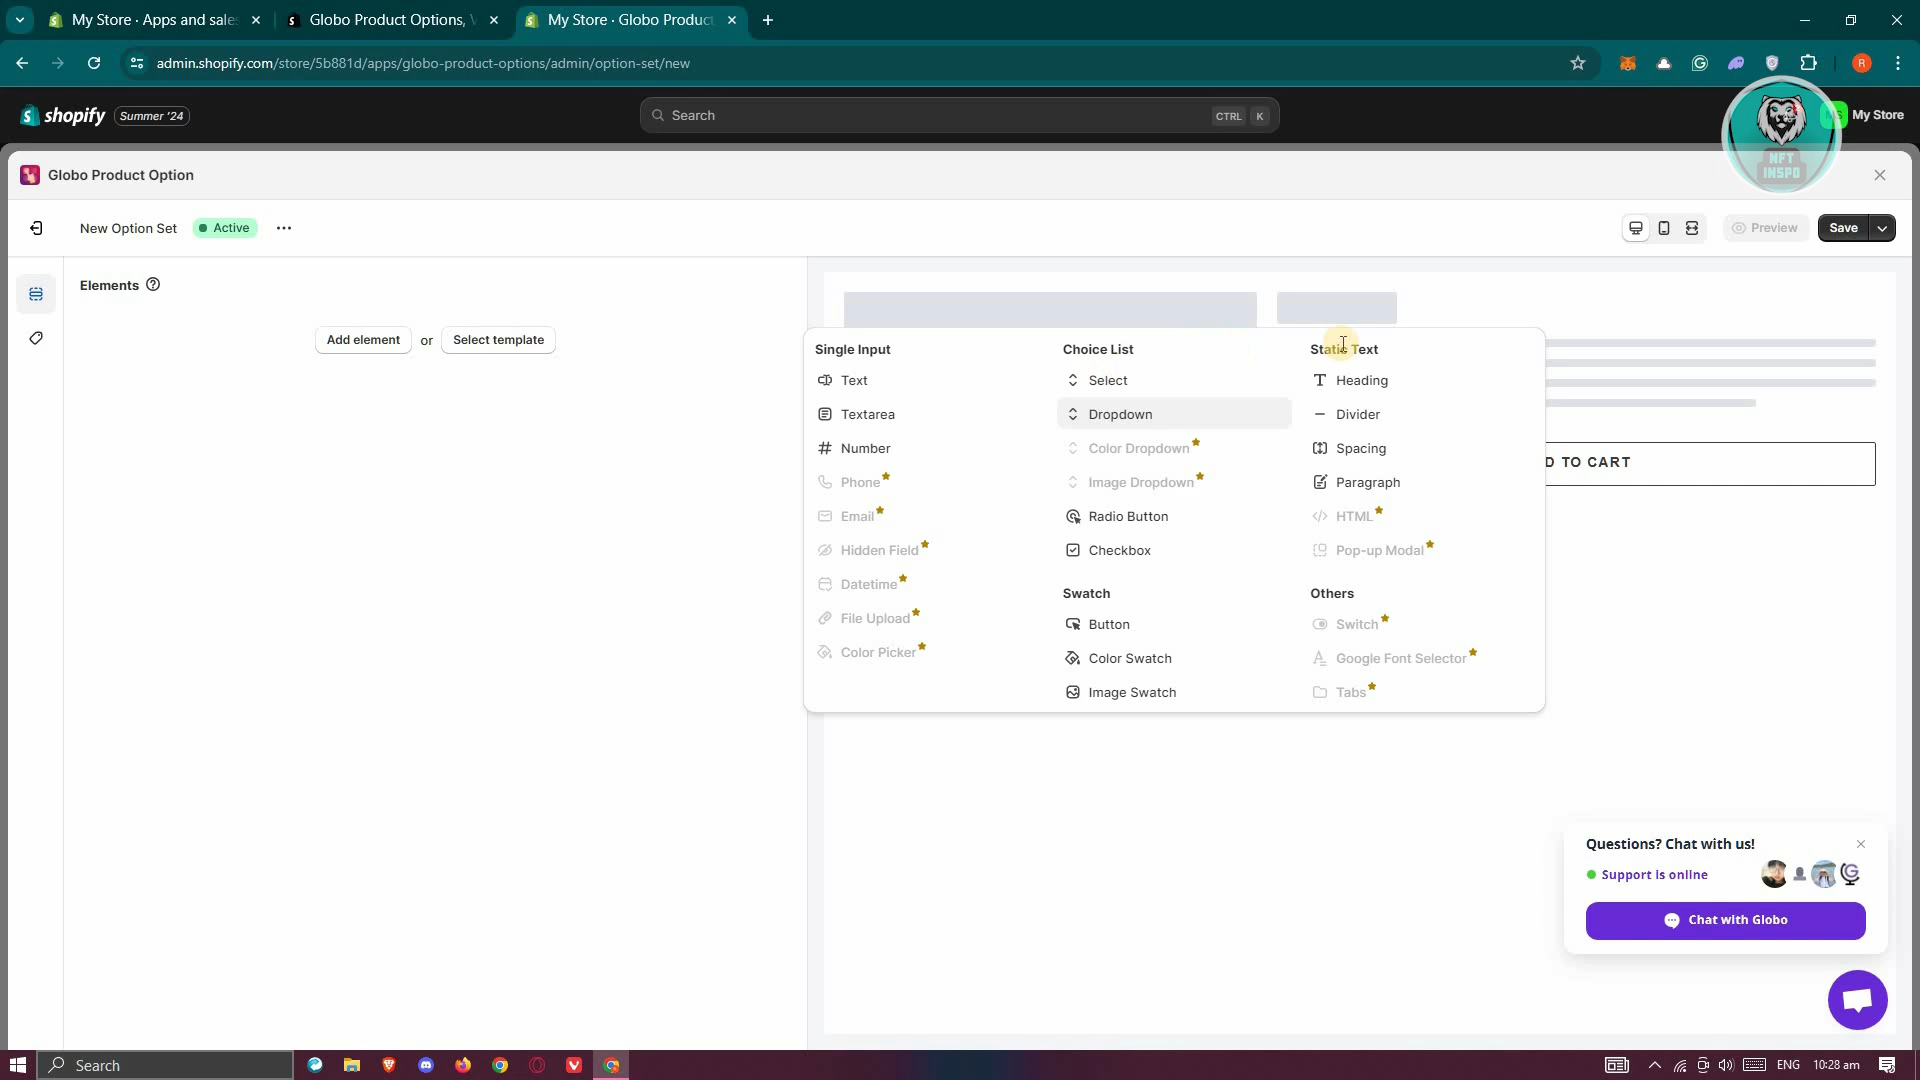 My Store · Apps and sale
Globo Product Options, V
My Store · Globo Product
admin.shopify.com/store/5b881d/apps/globo-product-options/admin/option-set/new
R
shopify
Summer '24
Search
CTRL
K
My Store
NFT
INSPO
Globo Product Option
New Option Set
Active
Preview
Save
Elements
Add element
or
Select template
Single Input
Text
Textarea
Number
Phone
Email
Hidden Field
Datetime
File Upload
Color Picker
Choice List
Select
Dropdown
Color Dropdown
Image Dropdown
Radio Button
Checkbox
Swatch
Button
Color Swatch
Image Swatch
Static Text
Heading
Divider
Spacing
Paragraph
HTML
Pop-up Modal
Others
Switch
Google Font Selector
Tabs
D TO CART
Questions? Chat with us!
Support is online
Chat with Globo
Search
ENG
10:28 am